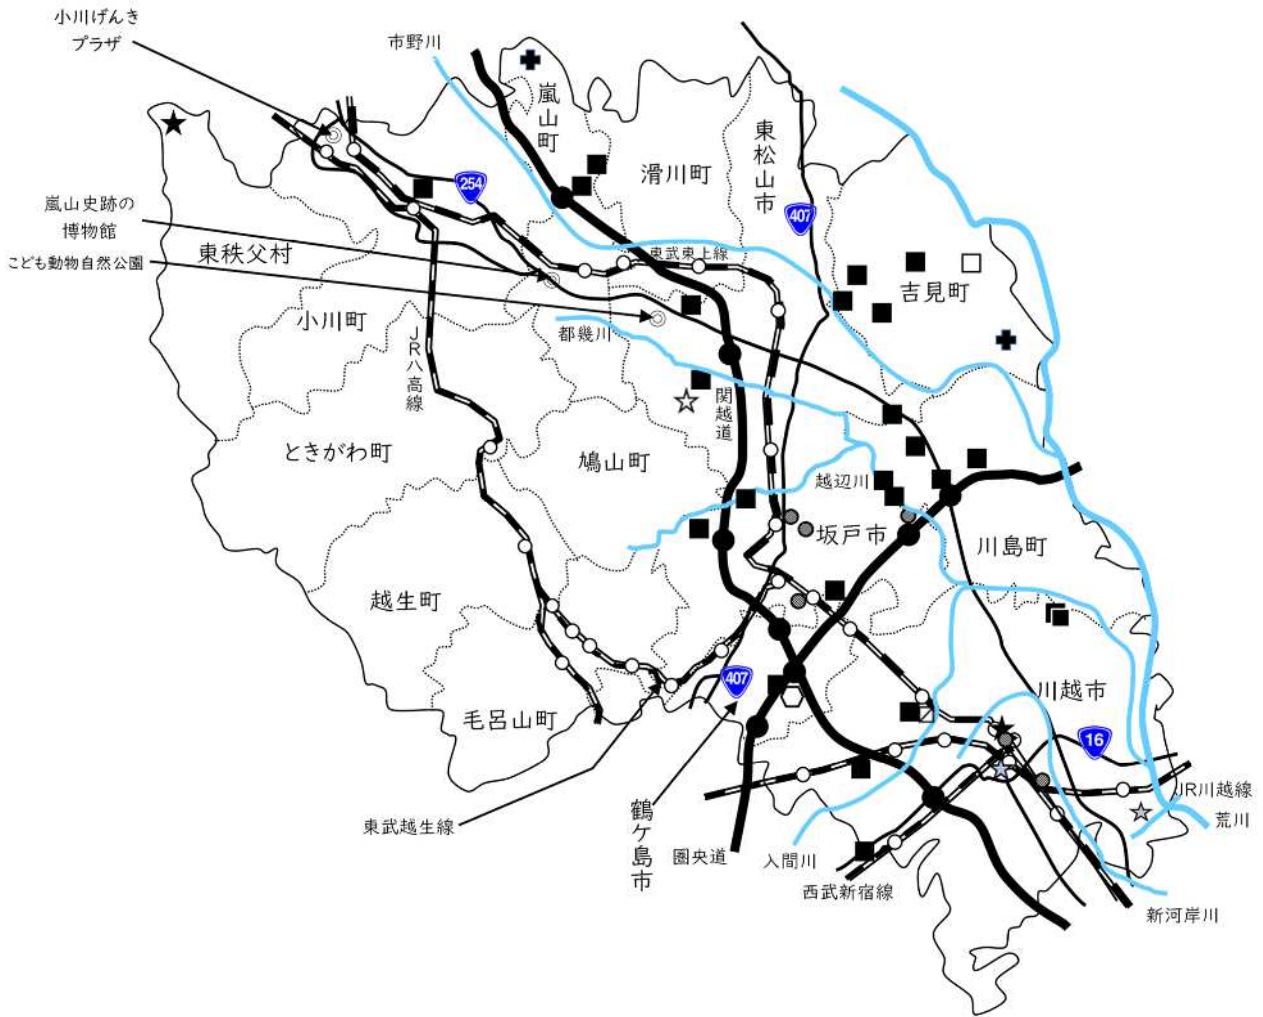 小川げんき
プラザ
市野川
嵐山町
滑川町
東松山市
254
407
嵐山史跡の
博物館
こども動物自然公園
東秩父村
東武東上線
吉見町
小川町
都幾川
JR八高線
関越道
ときがわ町
鳩山町
越辺川
坂戸市
川島町
越生町
407
川越市
毛呂山町
16
JR川越線
荒川
東武越生線
鶴ケ島市
圏央道
入間川
西武新宿線
新河岸川